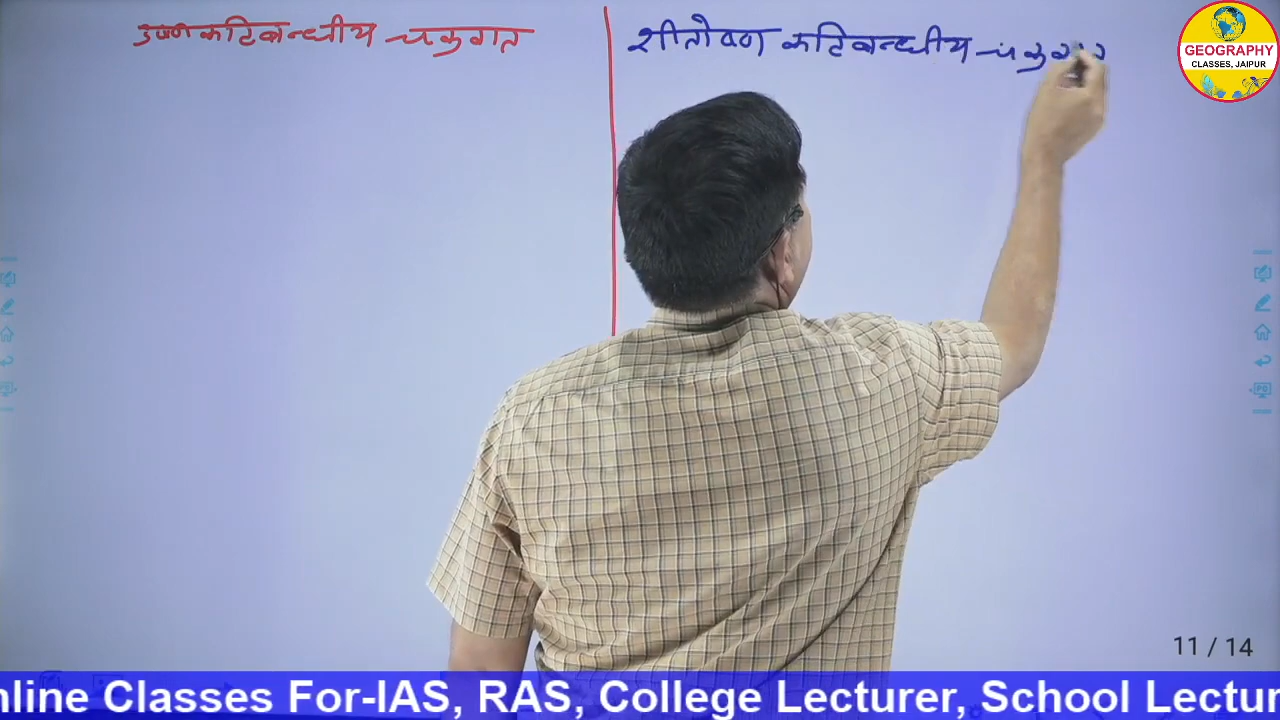 उष्ण कटिबन्धीय चक्रवात
शीतोष्ण कटिबन्धीय
GEOGRAPHY
CLASSES, JAIPUR
11 / 14
nline Classes For-IAS, RAS, College Lecturer, School Lectur